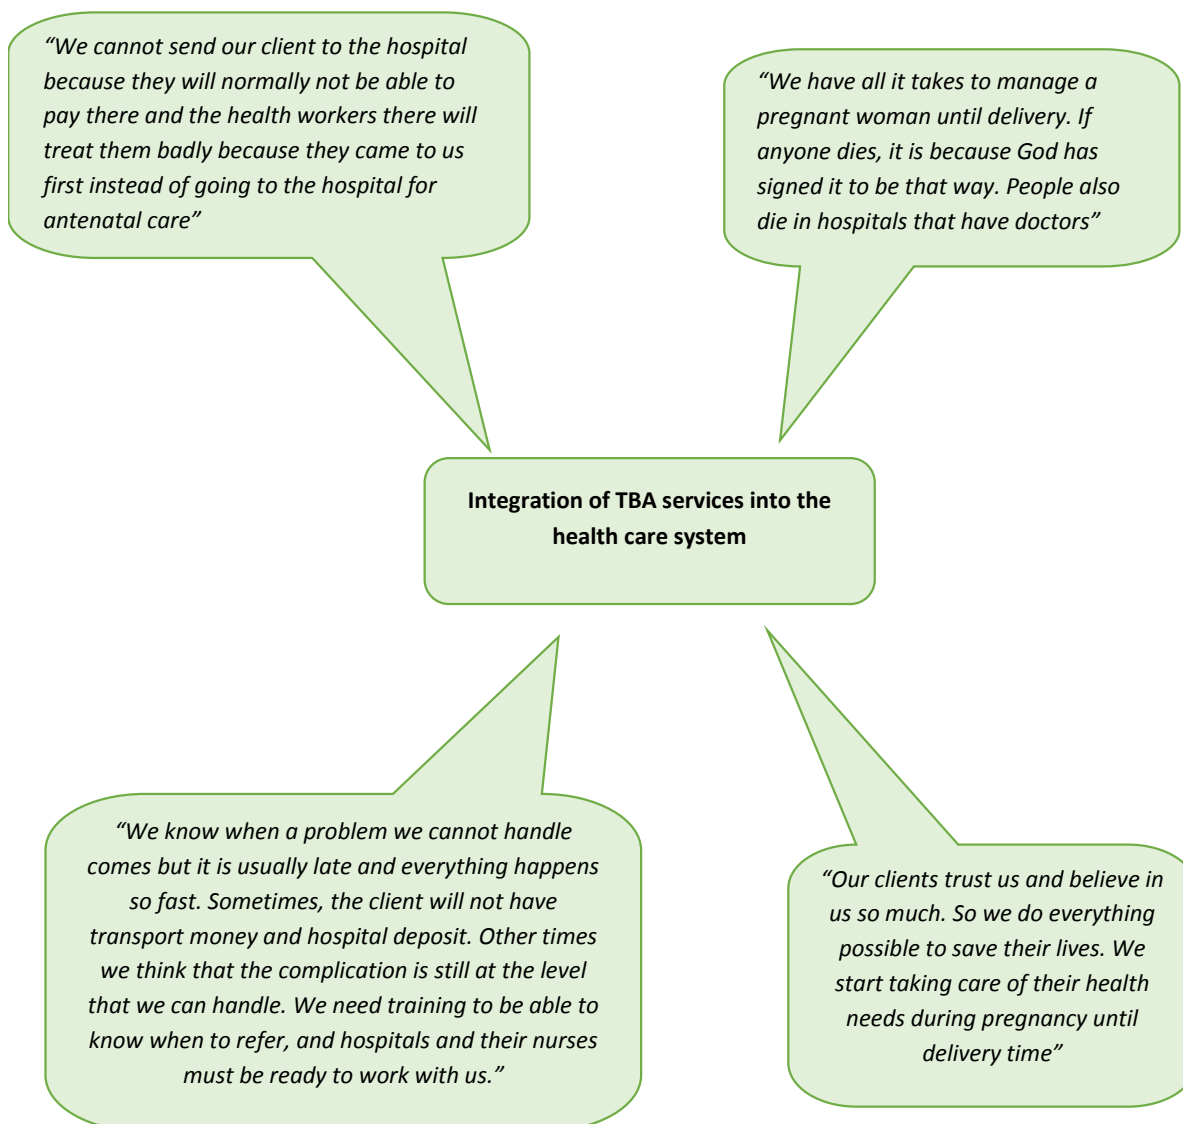 “We cannot send our client to the hospital
because they will normally not be able to
pay there and the health workers there will
treat them badly because they came to us
first instead of going to the hospital for
antenatal care”
“We have all it takes to manage a
pregnant woman until delivery. If
anyone dies, it is because God has
signed it to be that way. People also
die in hospitals that have doctors”
Integration of TBA services into the
health care system
“We know when a problem we cannot handle
comes but it is usually late and everything happens
so fast. Sometimes, the client will not have
transport money and hospital deposit. Other times
we think that the complication is still at the level
that we can handle. We need training to be able to
know when to refer, and hospitals and their nurses
must be ready to work with us.”
“Our clients trust us and believe in
us so much. So we do everything
possible to save their lives. We
start taking care of their health
needs during pregnancy until
delivery time”